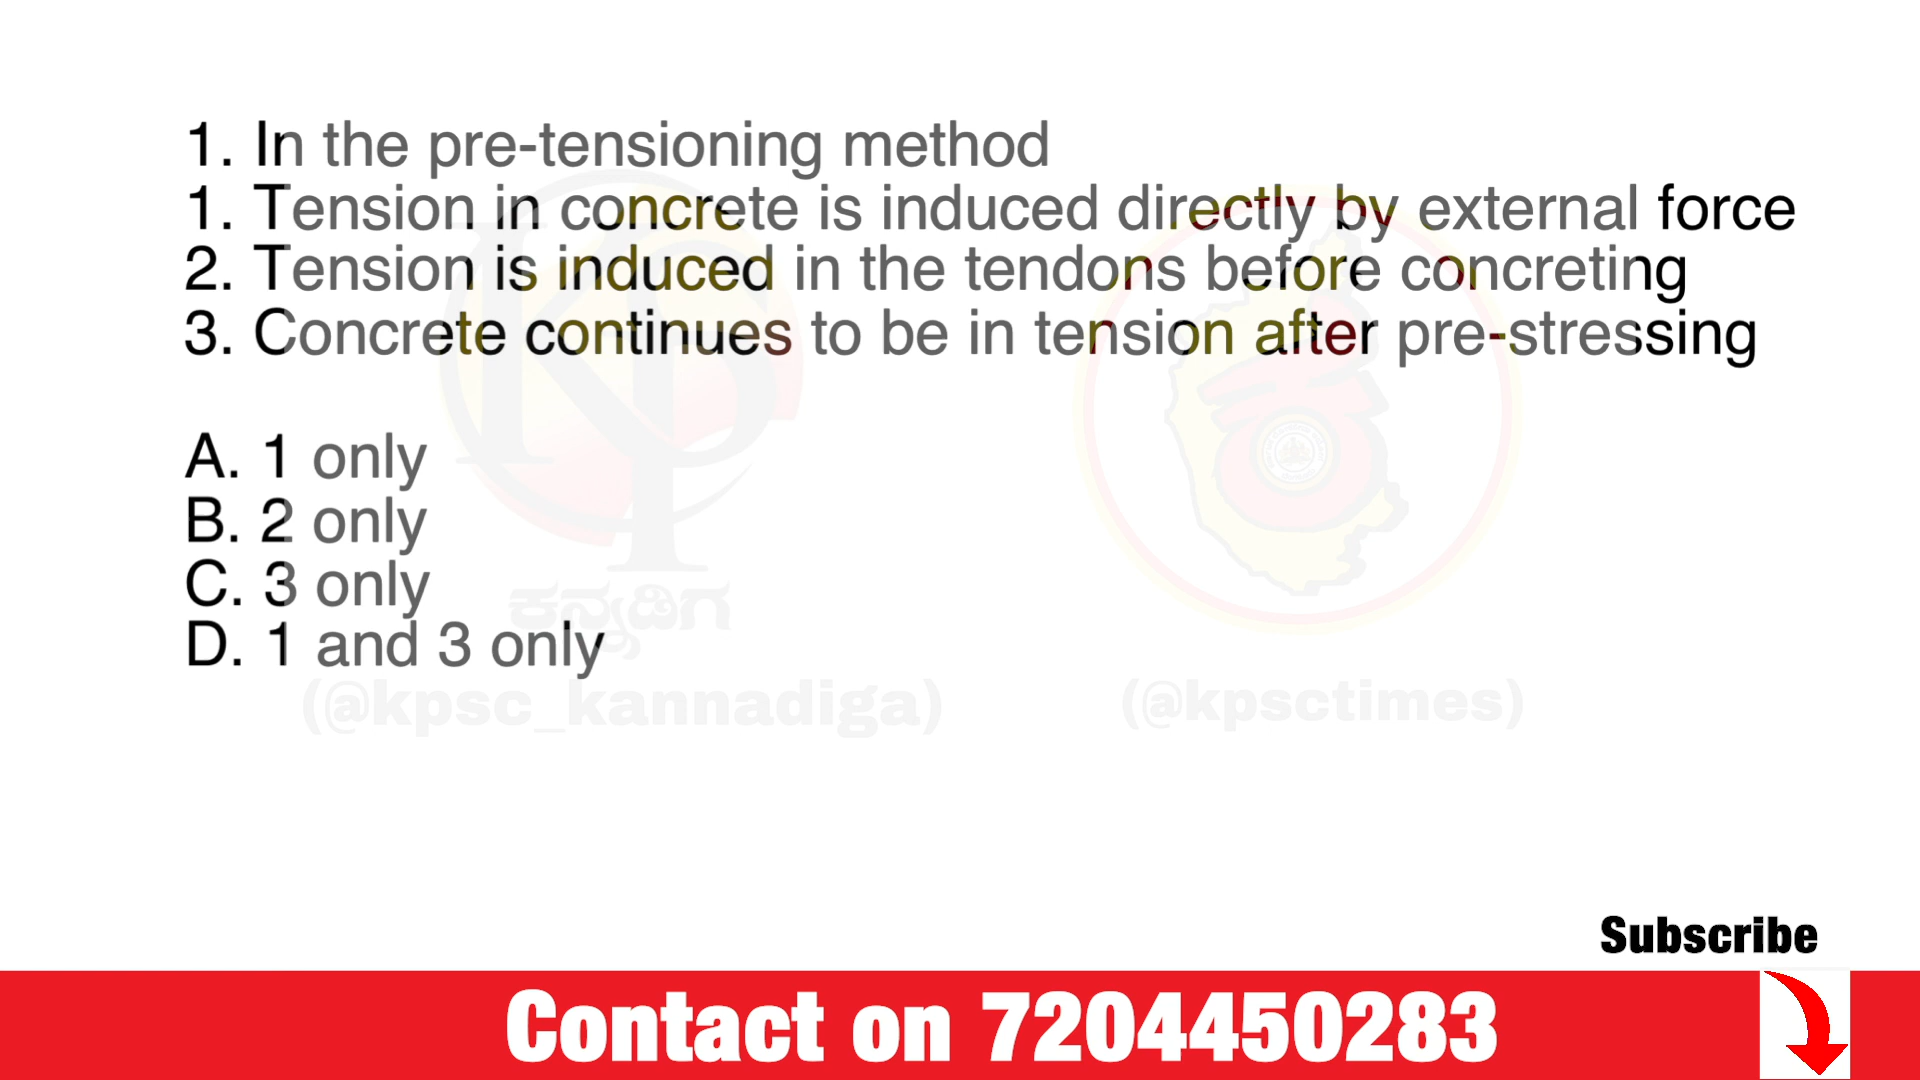 1. In the pre-tensioning method
1. Tension in concrete is induced directly by external force
2. Tension is induced in the tendons before concreting
3. Concrete continues to be in tension after pre-stressing
A. 1 only
B. 2 only
C. 3 only
D. 1 and 3 only
KP
ಕನ್ನಡಿಗ
(@kpsc_kannadiga)
(@kpsctimes)
Subscribe
Contact on 7204450283